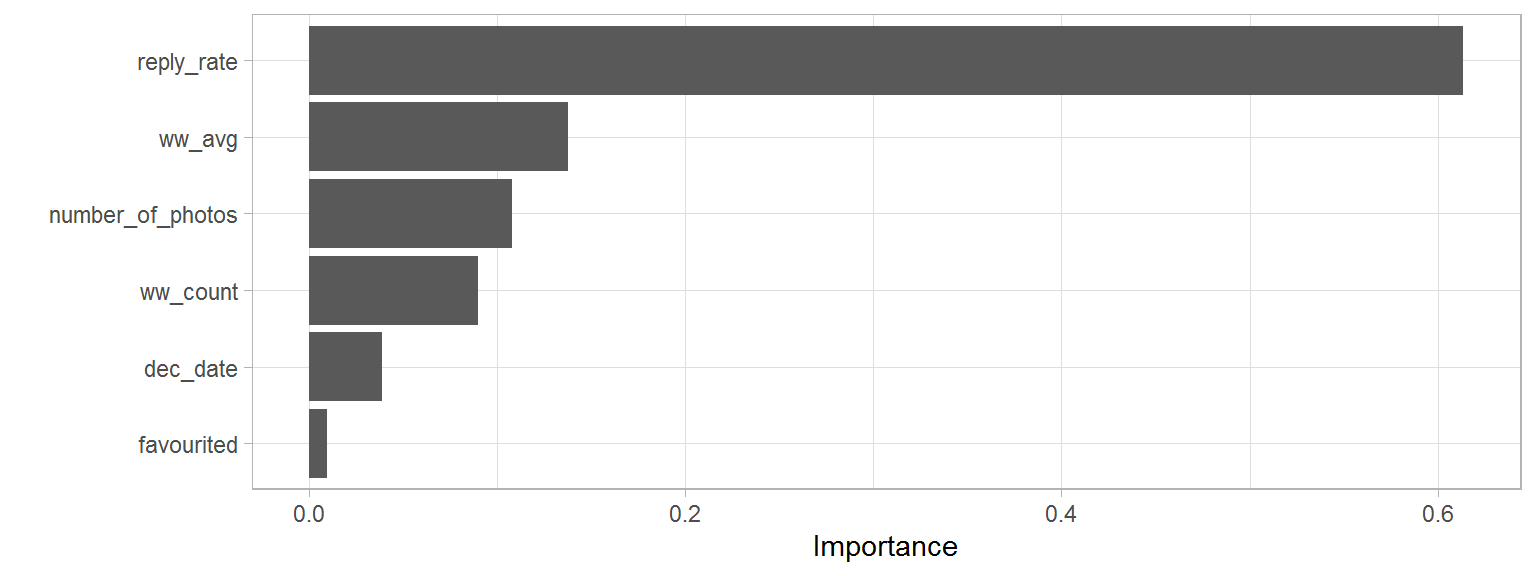 reply_rate
ww_avg
number_of_photos
ww_count
dec_date
favourited
0.0 0.2 0.4 0.6
Importance